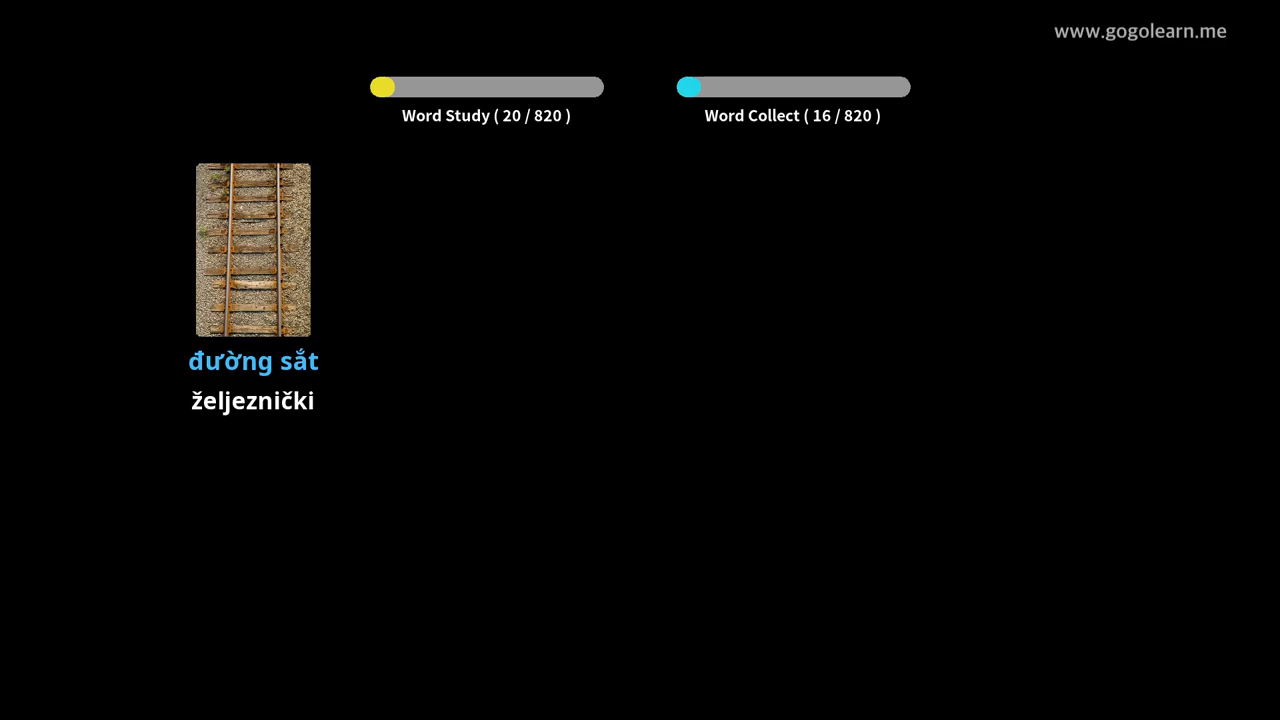 www.gogolearn.me
Word Study ( 20 / 820 )
Word Collect ( 16 / 820 )
đường sắt
željeznički